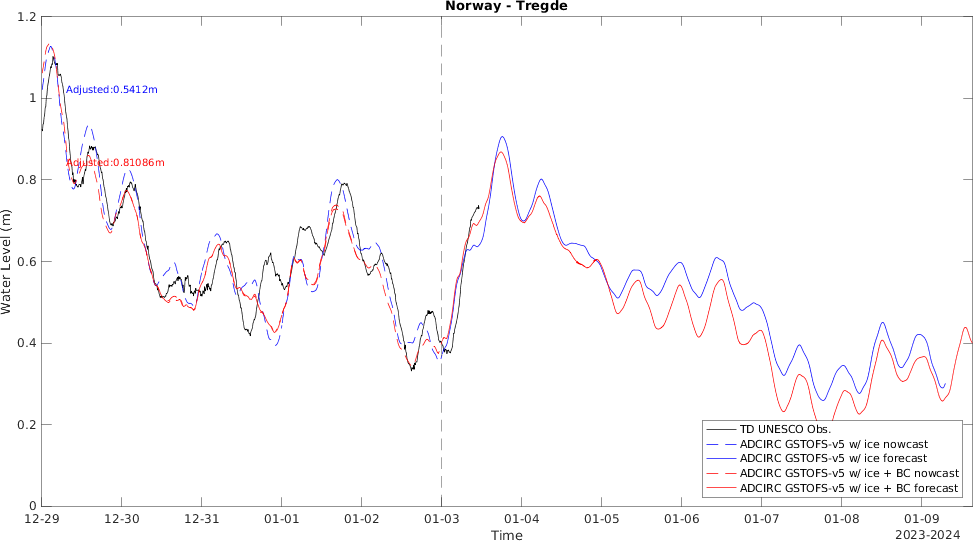 Norway - Tregde
1.2
1
0.8
0.6
0.4
0.2
0
Water Level (m)
Adjusted:0.5412m
Adjusted:0.81086m
TD UNESCO Obs.
ADCIRC GSTOFS-v5 w/ ice nowcast
ADCIRC GSTOFS-v5 w/ ice forecast
ADCIRC GSTOFS-v5 w/ ice + BC nowcast
ADCIRC GSTOFS-v5 w/ ice + BC forecast
12-29 12-30 12-31 01-01 01-02 01-03 01-04 01-05 01-06 01-07 01-08 01-09
Time
2023-2024